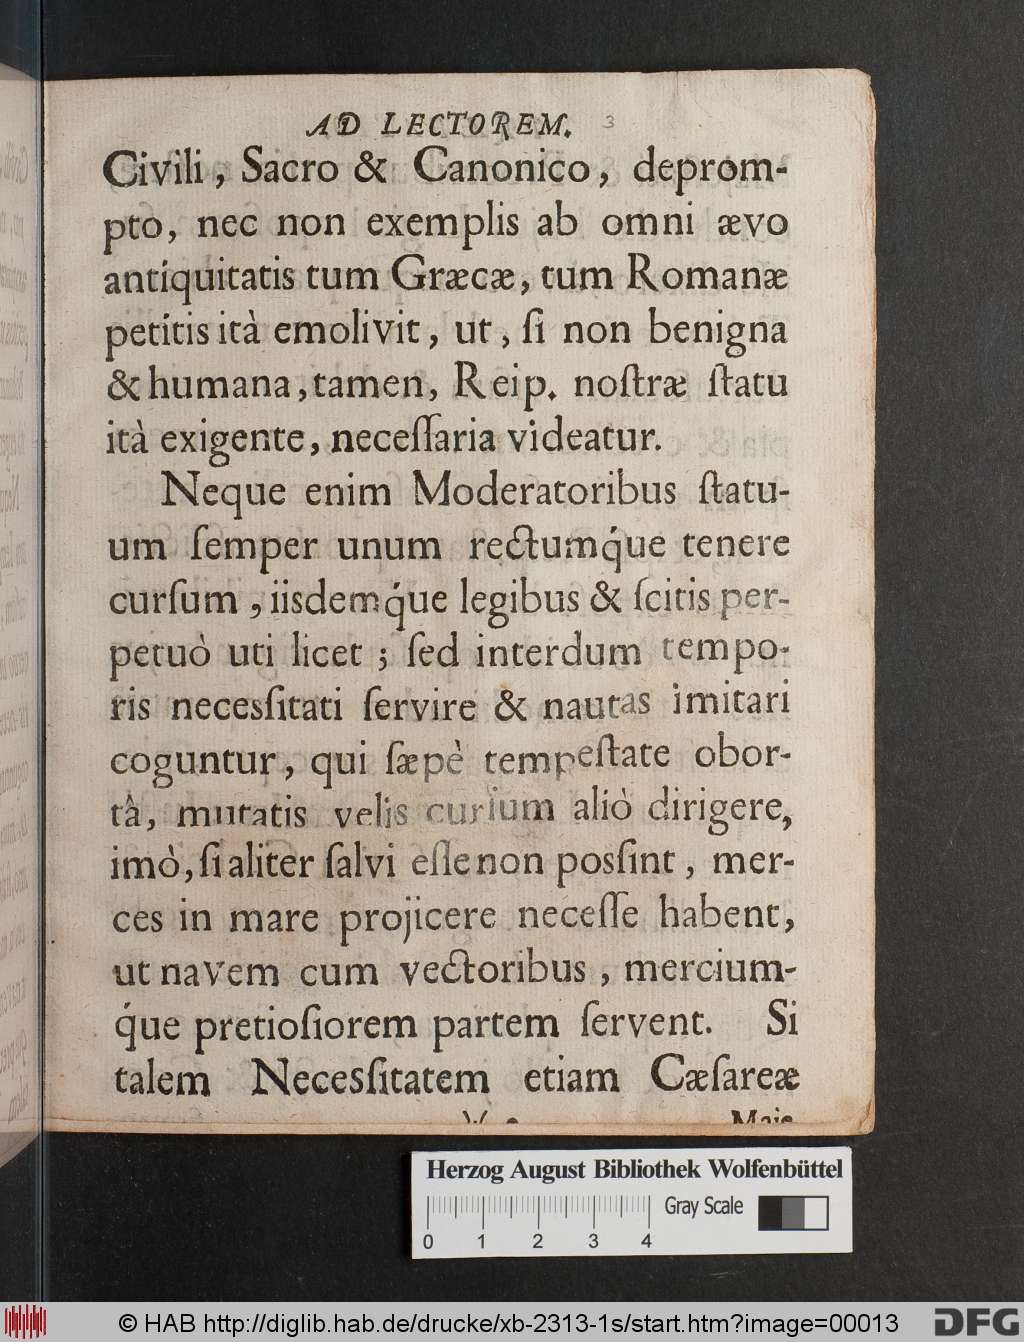 AD LECTOREM. 3
Civili, Sacro & Canonico, deprom-
pto, nec non exemplis ab omni ævo
antiquitatis tum Græcæ, tum Romanæ
petitis ità emolivit, ut, ſi non benigna
& humana, tamen, Reip. noſtræ ſtatu
ità exigente, neceſſaria videatur.
Neque enim Moderatoribus ſtatu-
um ſemper unum rectumq́ue tenere
curſum, iisdemq́ue legibus & ſcitis per-
petuò uti licet; ſed interdum tempo-
ris necesſitati ſervire & nautas imitari
coguntur, qui ſæpè tempeſtate obor-
tâ, mutatis velis curſum aliò dirigere,
imò, ſi aliter ſalvi eſſe non posſint, mer-
ces in mare projicere neceſſe habent,
ut navem cum vectoribus, mercium-
q́ue pretioſiorem partem ſervent. Si
talem Necesſitatem etiam Cæſareæ
Maje
Herzog August Bibliothek Wolfenbüttel
Gray Scale
0 1 2 3 4
© HAB http://diglib.hab.de/drucke/xb-2313-1s/start.htm?image=00013
DFG